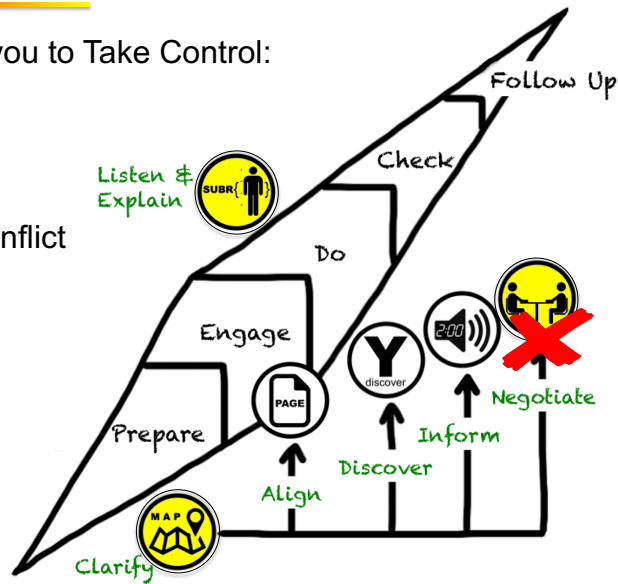 you to Take Control:
Follow Up
Check
Listen &
Explain
SUBR{ }
nflict
Do
2:00
Engage
Y
discover
PAGE
Negotiate
Prepare
Inform
Discover
Align
MAP
Clarify